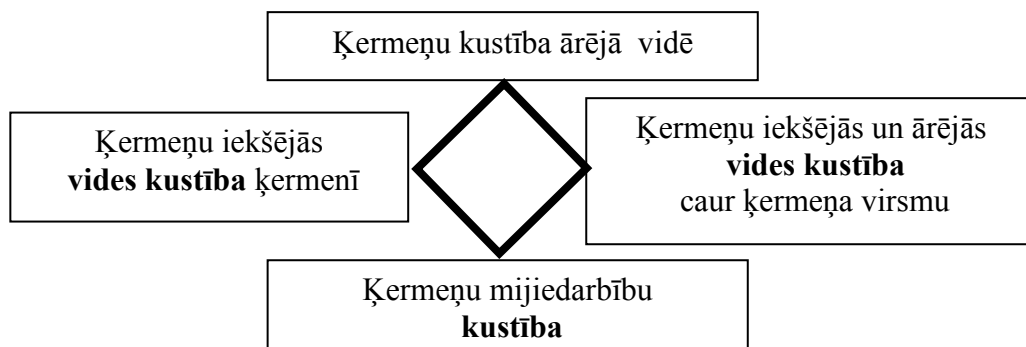 Ķermeņu kustība ārējā vidē
Ķermeņu iekšējās
vides kustība ķermenī
Ķermeņu iekšējās un ārējās
vides kustība
caur ķermeņa virsmu
Ķermeņu mijiedarbību
kustība